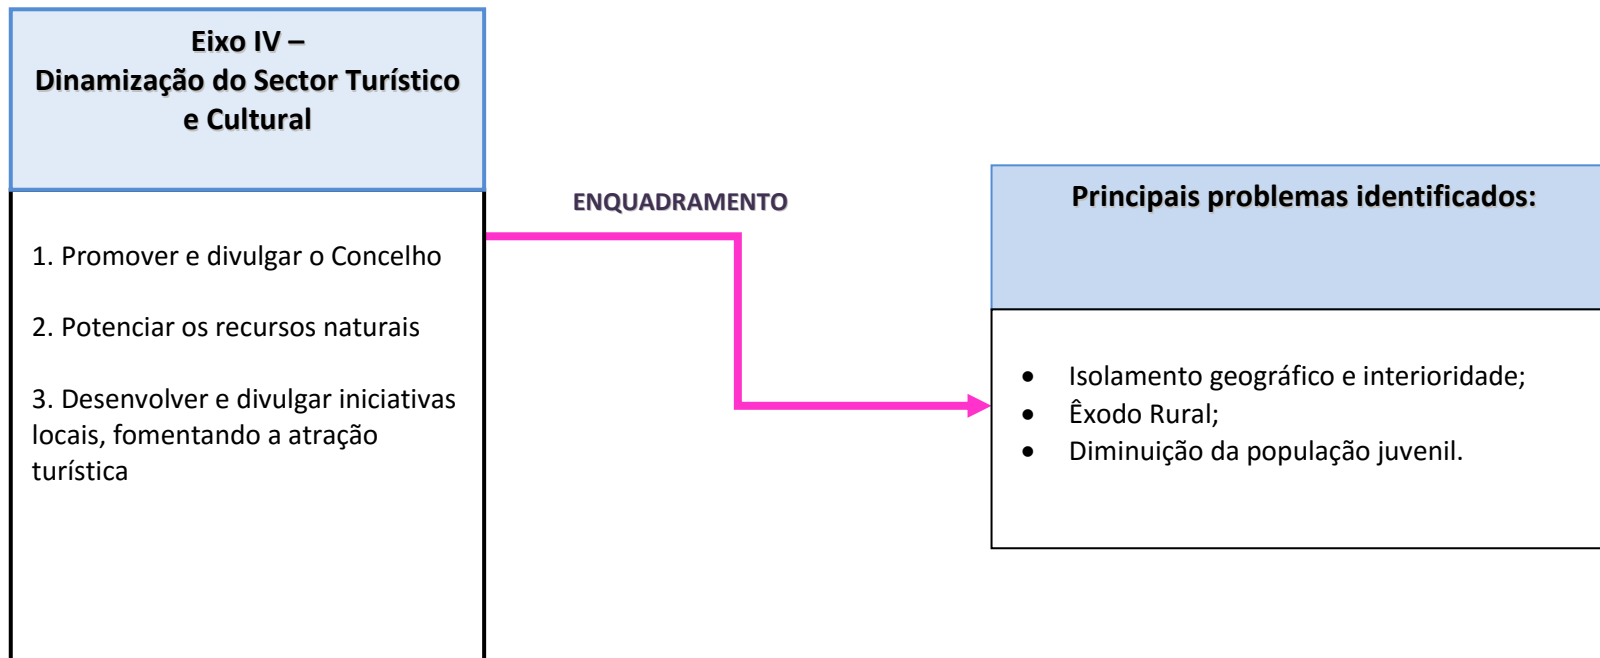 Eixo IV –
Dinamização do Sector Turístico
e Cultural
1. Promover e divulgar o Concelho
2. Potenciar os recursos naturais
3. Desenvolver e divulgar iniciativas
locais, fomentando a atração
turística
ENQUADRAMENTO
Principais problemas identificados:
• Isolamento geográfico e interioridade;
• Êxodo Rural;
• Diminuição da população juvenil.